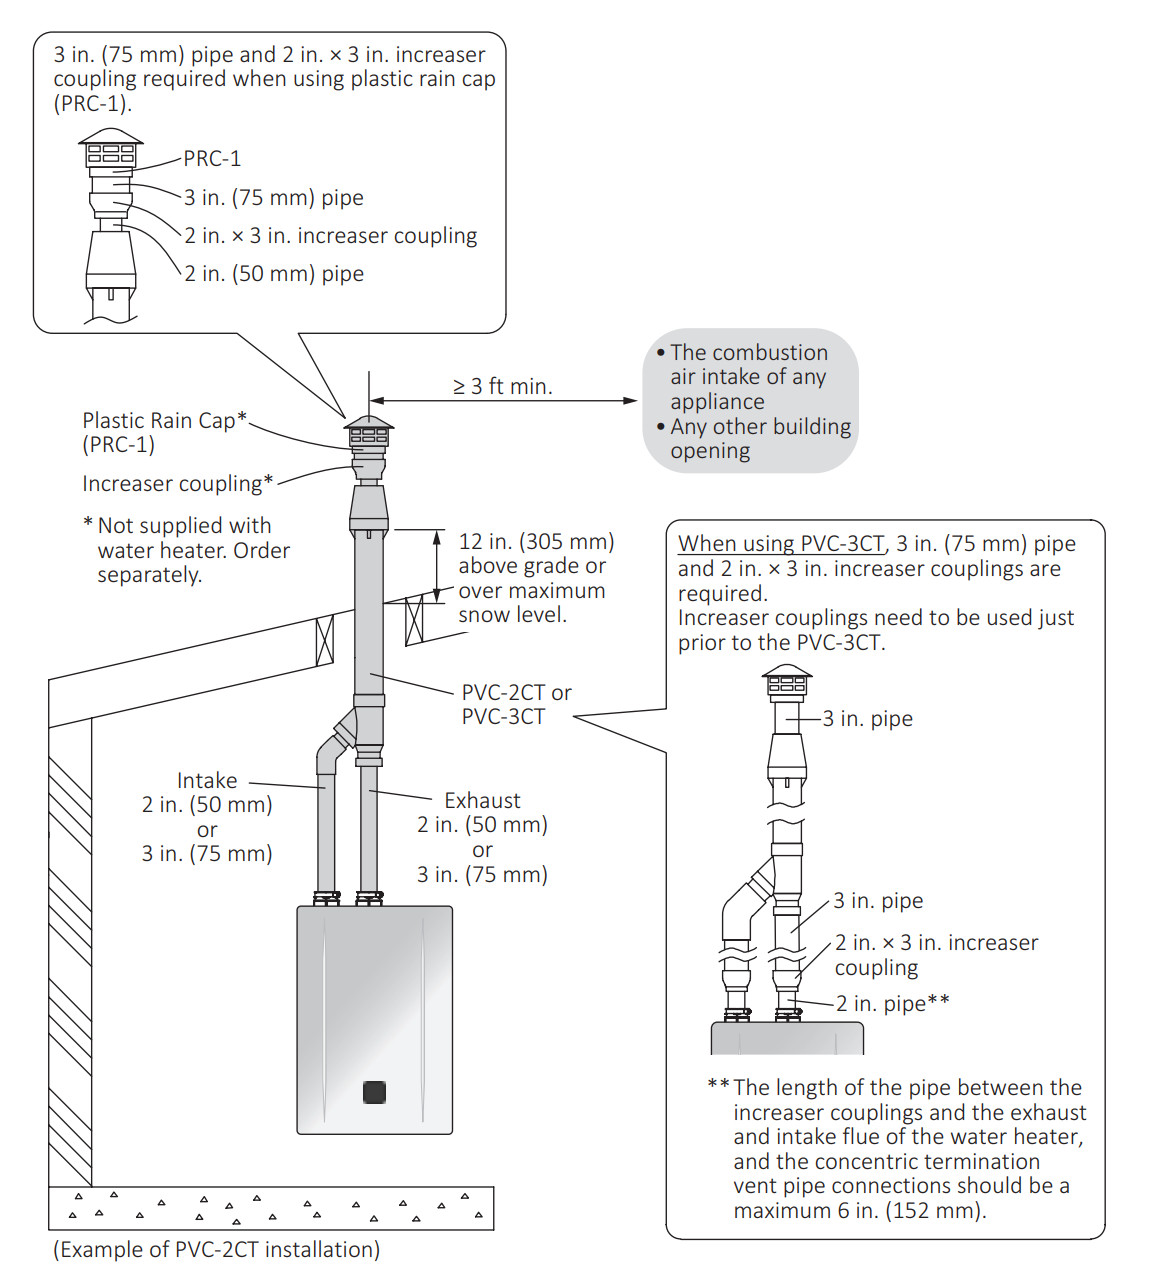 3 in. (75 mm) pipe and 2 in. × 3 in. increaser
coupling required when using plastic rain cap
(PRC-1).
PRC-1
3 in. (75 mm) pipe
2 in. × 3 in. increaser coupling
2 in. (50 mm) pipe
≥ 3 ft min.
• The combustion
air intake of any
appliance
• Any other building
opening
Plastic Rain Cap*
(PRC-1)
Increaser coupling*
* Not supplied with
water heater. Order
separately.
12 in. (305 mm)
above grade or
over maximum
snow level.
PVC-2CT or
PVC-3CT
Intake
2 in. (50 mm)
or
3 in. (75 mm)
Exhaust
2 in. (50 mm)
or
3 in. (75 mm)
When using PVC-3CT, 3 in. (75 mm) pipe
and 2 in. × 3 in. increaser couplings are
required.
Increaser couplings need to be used just
prior to the PVC-3CT.
3 in. pipe
3 in. pipe
2 in. × 3 in. increaser
coupling
2 in. pipe**
** The length of the pipe between the
increaser couplings and the exhaust
and intake flue of the water heater,
and the concentric termination
vent pipe connections should be a
maximum 6 in. (152 mm).
(Example of PVC-2CT installation)